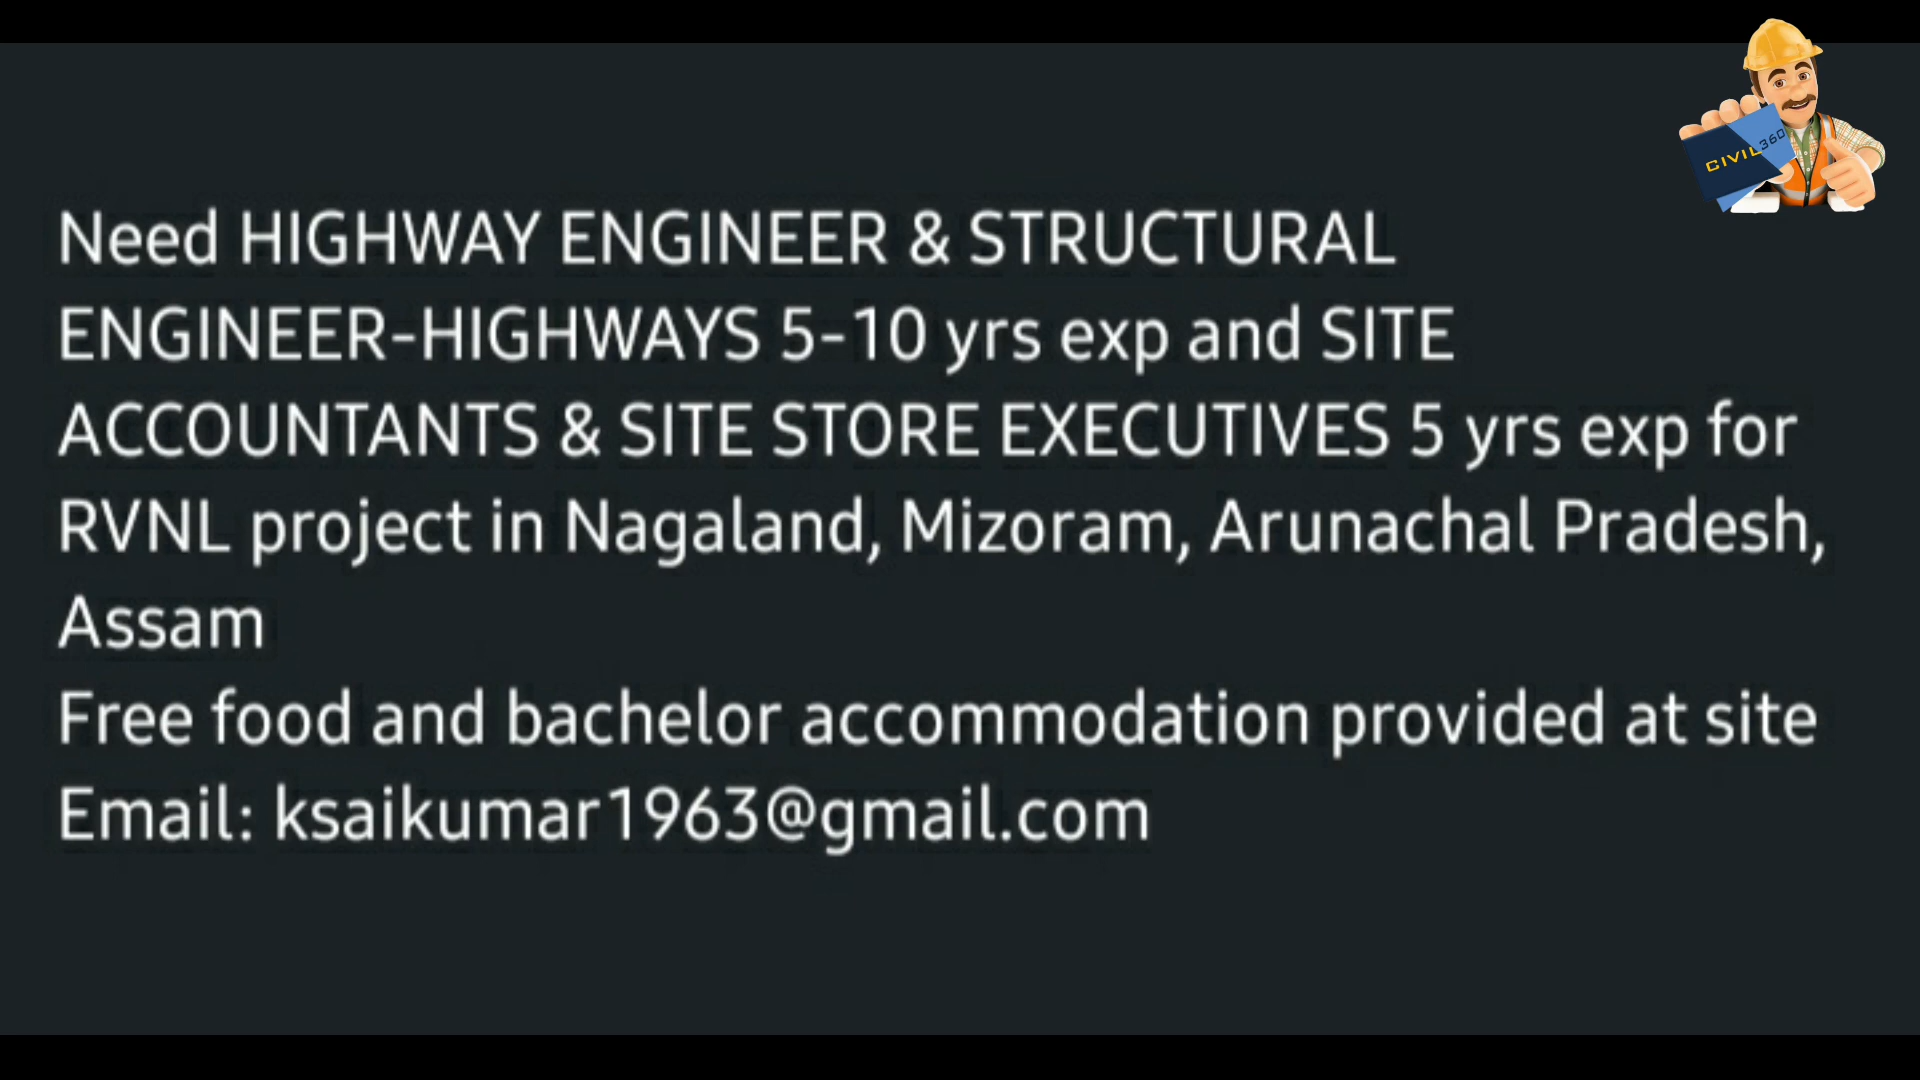 CIVIL 360
Need HIGHWAY ENGINEER & STRUCTURAL
ENGINEER-HIGHWAYS 5-10 yrs exp and SITE
ACCOUNTANTS & SITE STORE EXECUTIVES 5 yrs exp for
RVNL project in Nagaland, Mizoram, Arunachal Pradesh,
Assam
Free food and bachelor accommodation provided at site
Email: ksaikumar1963@gmail.com